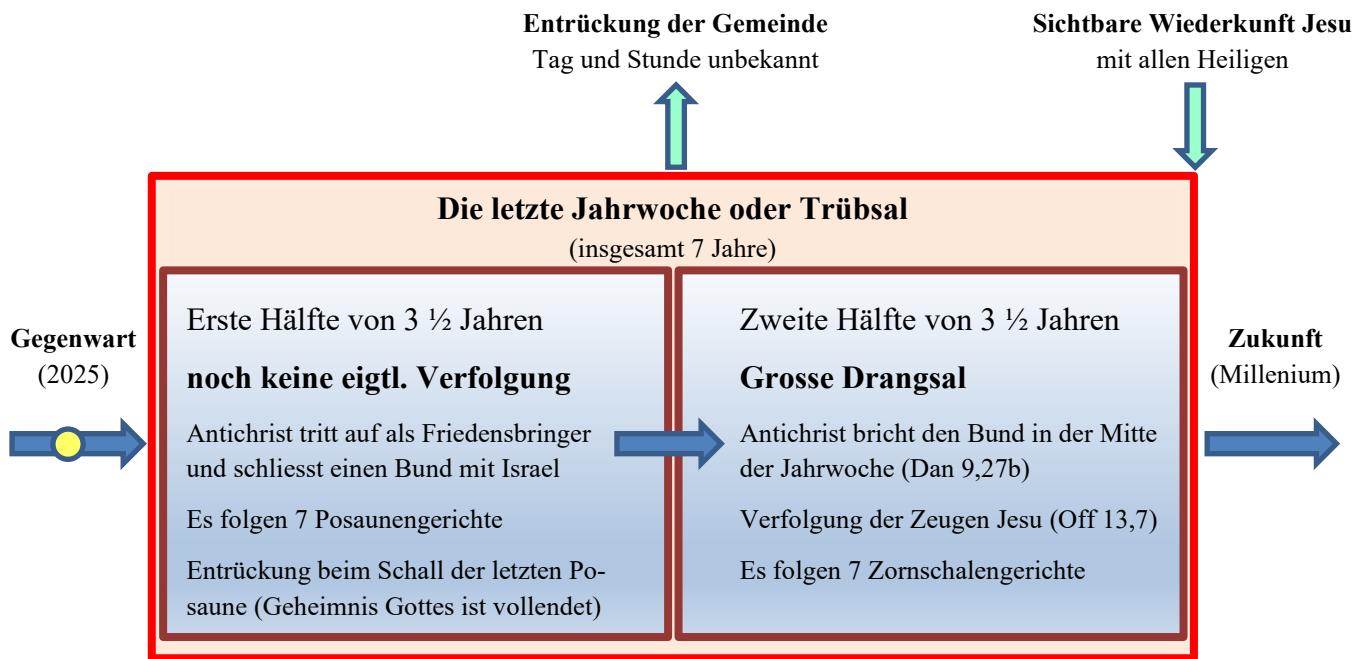 Entrückung der Gemeinde
Tag und Stunde unbekannt
Sichtbare Wiederkunft Jesu
mit allen Heiligen
Die letzte Jahrwoche oder Trübsal
(insgesamt 7 Jahre)
Gegenwart
(2025)
Erste Hälfte von 3 ½ Jahren
noch keine eigtl. Verfolgung
Antichrist tritt auf als Friedensbringer
und schliesst einen Bund mit Israel
Es folgen 7 Posaunengerichte
Entrückung beim Schall der letzten Po-
saune (Geheimnis Gottes ist vollendet)
Zweite Hälfte von 3 ½ Jahren
Grosse Drangsal
Antichrist bricht den Bund in der Mitte
der Jahrwoche (Dan 9,27b)
Verfolgung der Zeugen Jesu (Off 13,7)
Es folgen 7 Zornschalengerichte
Zukunft
(Millenium)